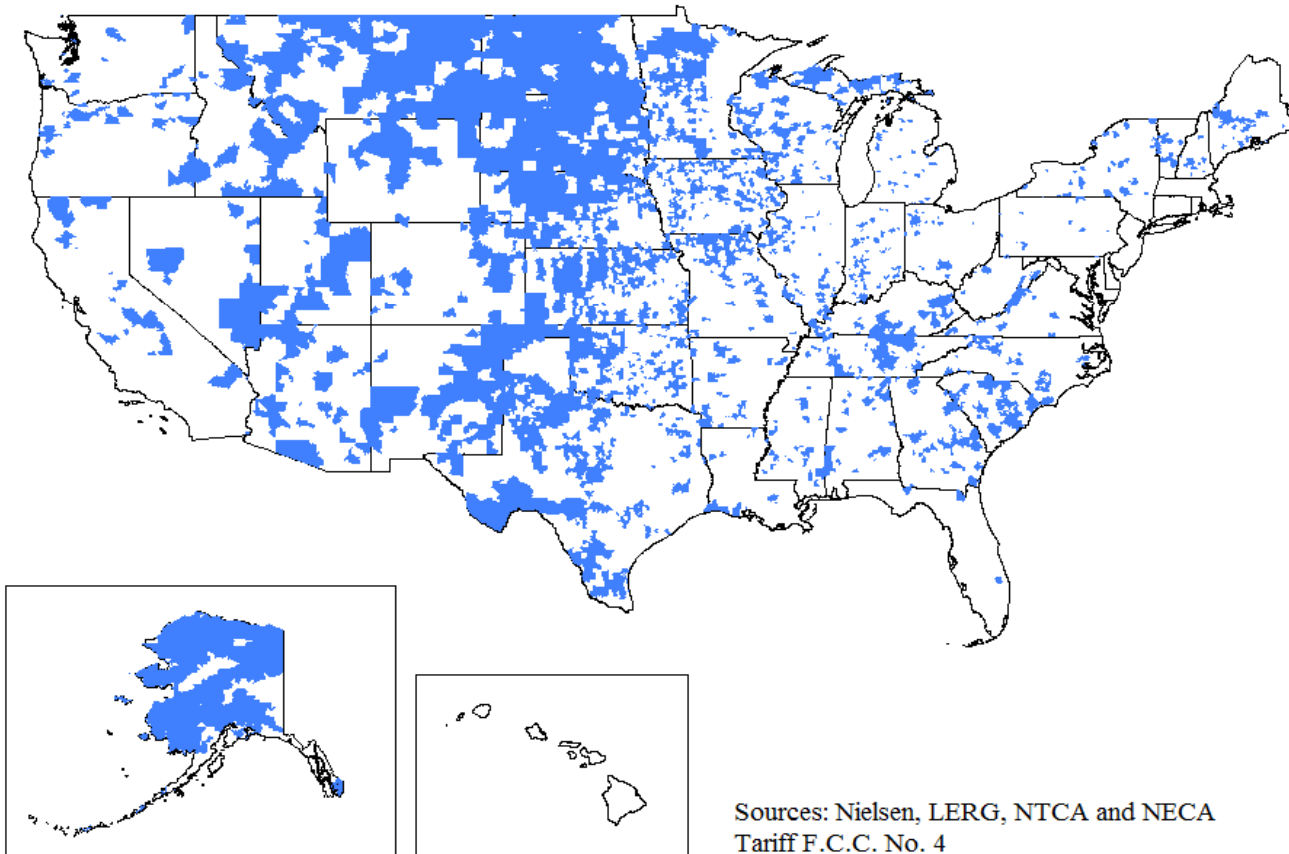 Sources: Nielsen, LERG, NTCA and NECA
Tariff F.C.C. No. 4